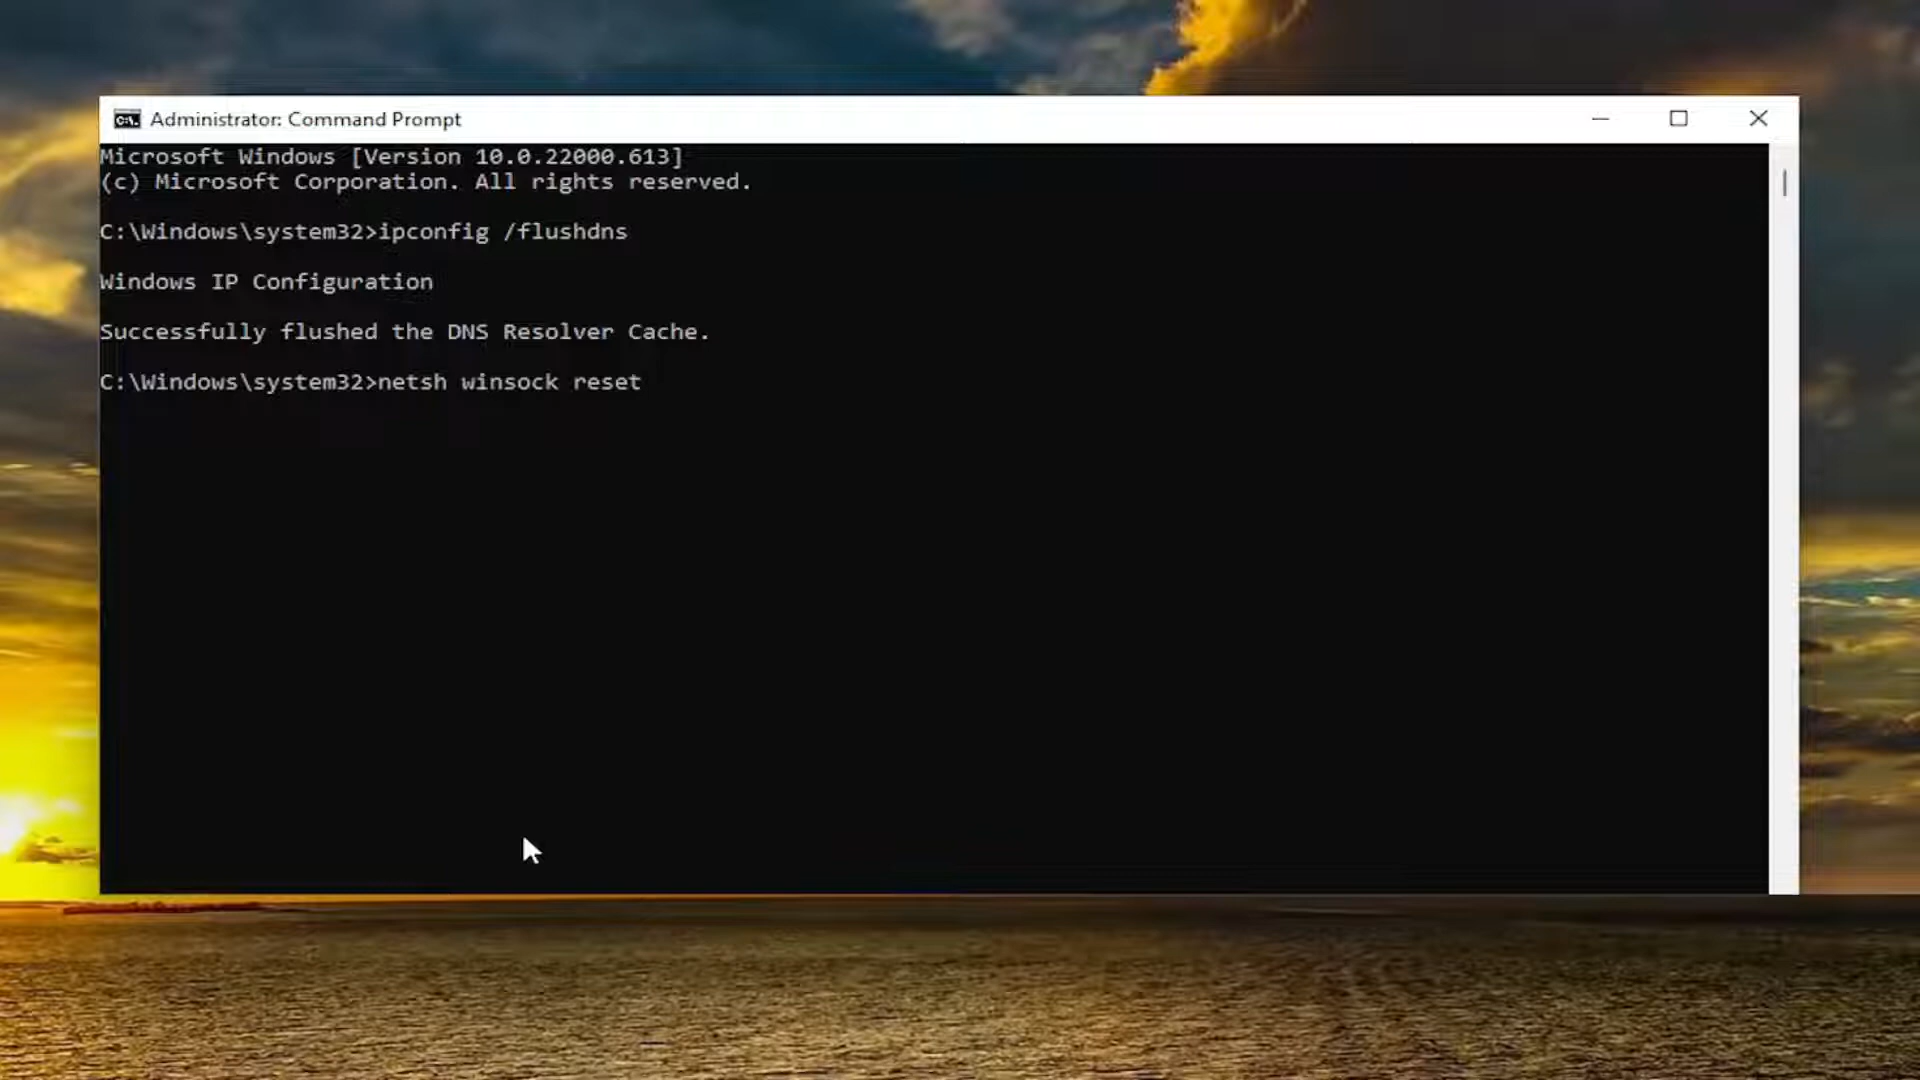 Administrator: Command Prompt
Microsoft Windows [Version 10.0.22000.613]
(c) Microsoft Corporation. All rights reserved.
C:\Windows\system32>ipconfig /flushdns
Windows IP Configuration
Successfully flushed the DNS Resolver Cache.
C:\Windows\system32>netsh winsock reset